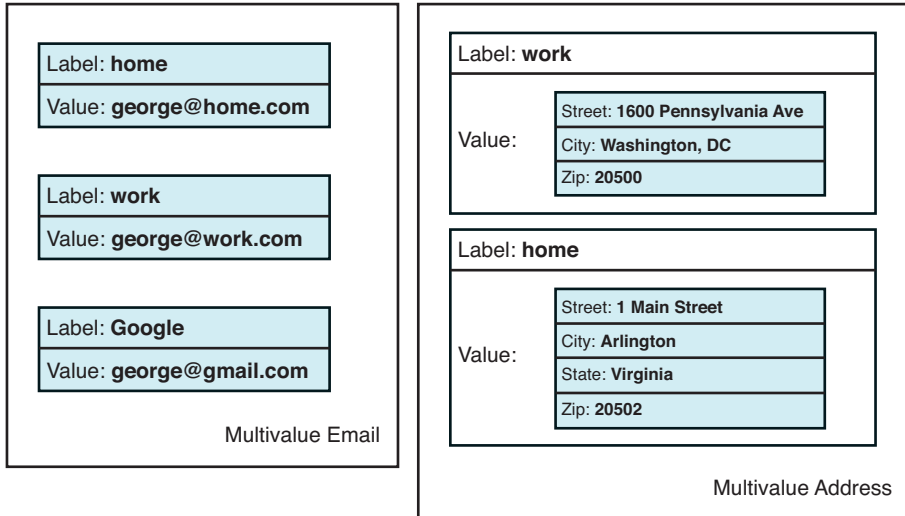 Label: home
Value: george@home.com
Label: work
Value: george@work.com
Label: Google
Value: george@gmail.com
Multivalue Email
Label: work
Value:
Street: 1600 Pennsylvania Ave
City: Washington, DC
Zip: 20500
Label: home
Value:
Street: 1 Main Street
City: Arlington
State: Virginia
Zip: 20502
Multivalue Address